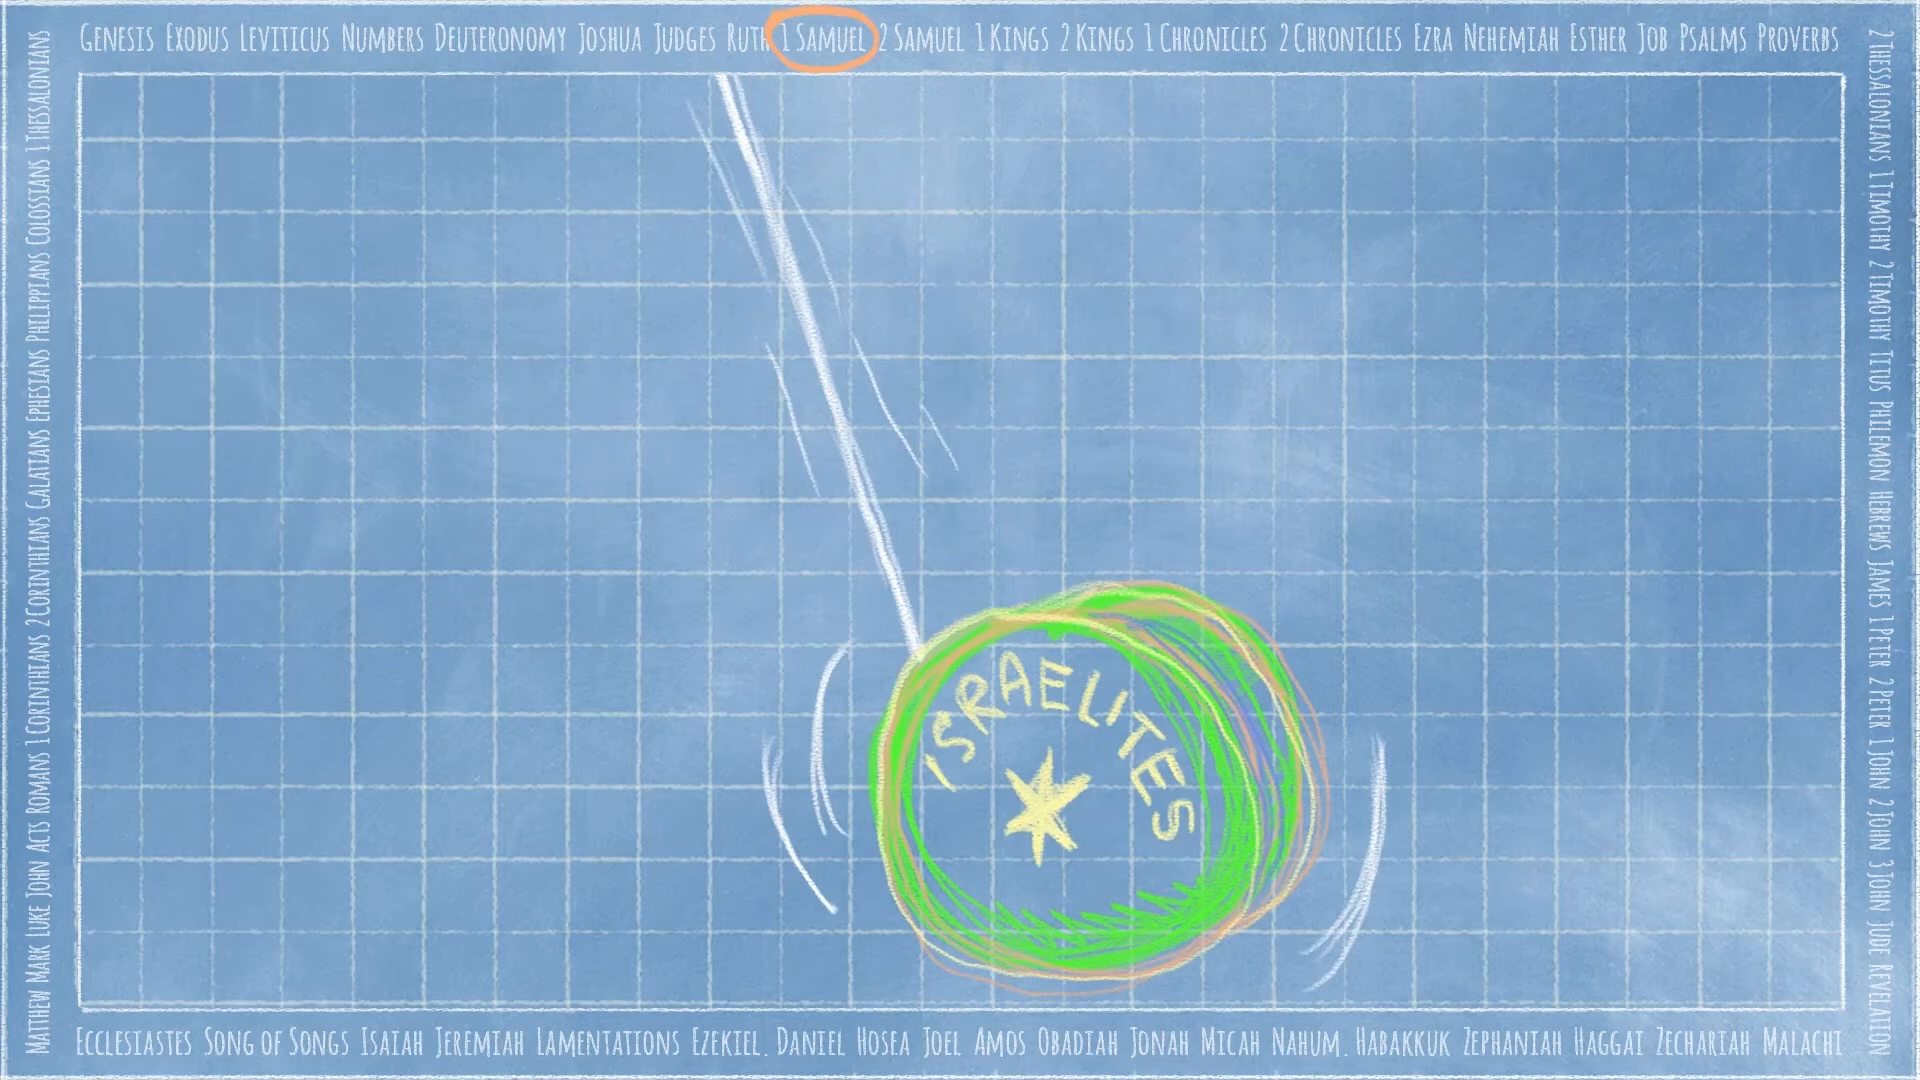 Genesis Exodus Leviticus Numbers Deuteronomy Joshua Judges Ruth 1 Samuel 2 Samuel 1 Kings 2 Kings 1 Chronicles 2 Chronicles Ezra Nehemiah Esther Job Psalms Proverbs
Matthew Mark Luke John Acts Romans 1 Corinthians 2 Corinthians Galatians Ephesians Philippians Colossians 1 Thessalonians
2 Thessalonians 1 Timothy 2 Timothy Titus Philemon Hebrews James 1 Peter 2 Peter 1 John 2 John 3 John Jude Revelation
ISRAELITES
Ecclesiastes Song of Songs Isaiah Jeremiah Lamentations Ezekiel. Daniel Hosea Joel Amos Obadiah Jonah Micah Nahum. Habakkuk Zephaniah Haggai Zechariah Malachi